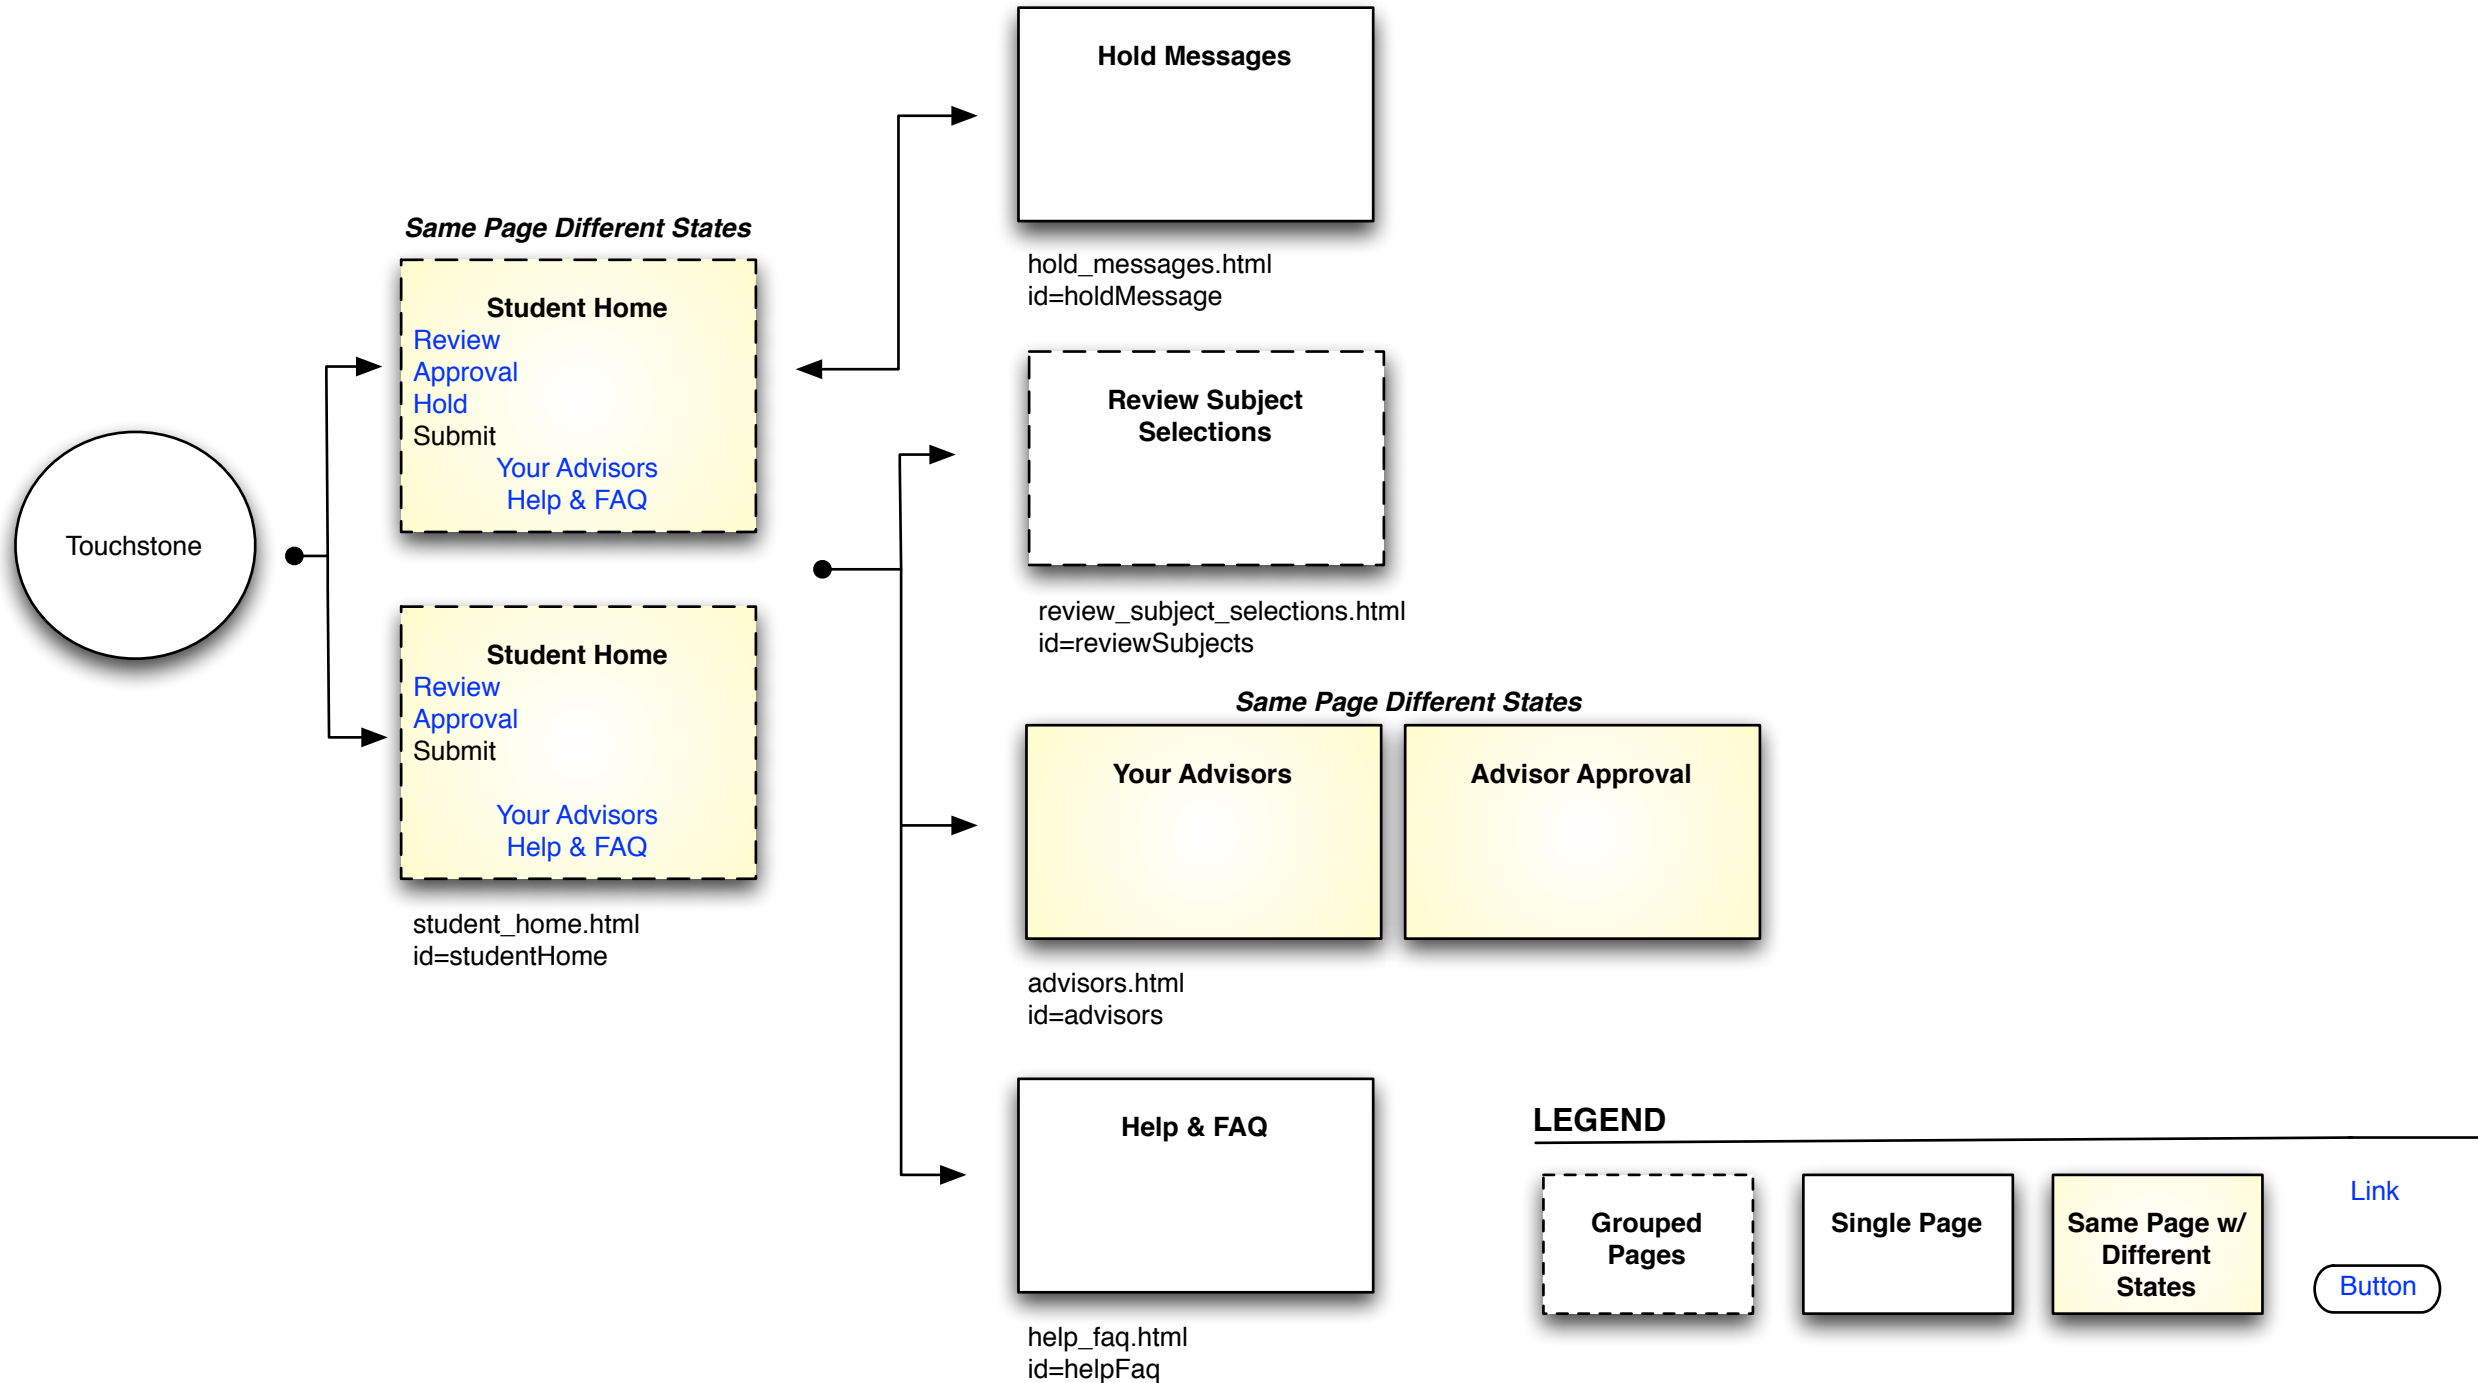 Hold Messages
hold_messages.html
id=holdMessage
Same Page Different States
Student Home
Review
Approval
Hold
Submit
Your Advisors
Help & FAQ
Touchstone
Student Home
Review
Approval
Submit
Your Advisors
Help & FAQ
student_home.html
id=studentHome
Review Subject
Selections
review_subject_selections.html
id=reviewSubjects
Same Page Different States
Your Advisors
Advisor Approval
advisors.html
id=advisors
Help & FAQ
help_faq.html
id=helpFaq
LEGEND
Grouped
Pages
Single Page
Same Page w/
Different
States
Link
Button